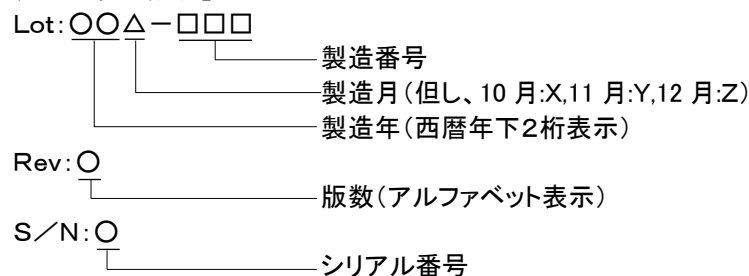 Lot:○○△－□□□
製造番号
製造月(但し、10 月:X,11 月:Y,12 月:Z)
製造年(西暦年下2桁表示)
Rev:○
版数(アルファベット表示)
S／N:○
シリアル番号